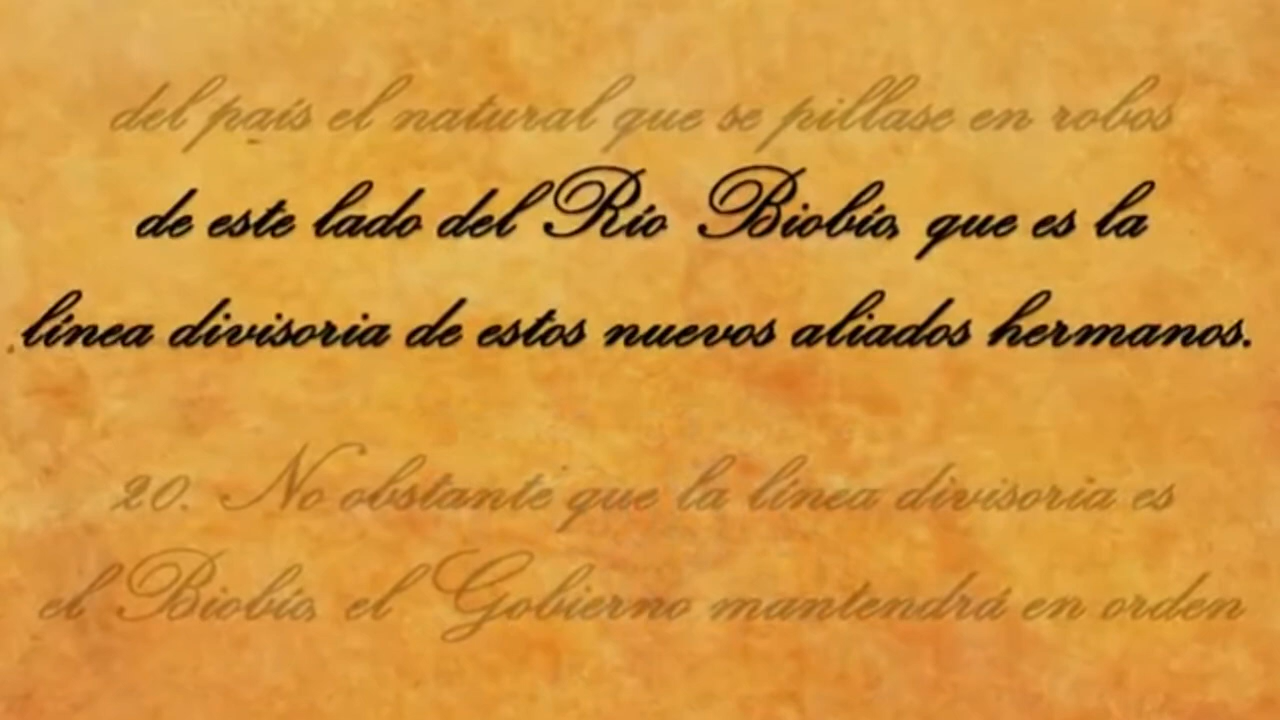 del país el natural que se pillase en robos
de este lado del Río Biobío, que es la
línea divisoria de estos nuevos aliados hermanos.
20. No obstante que la línea divisoria es
el Biobío, el Gobierno mantendrá en orden